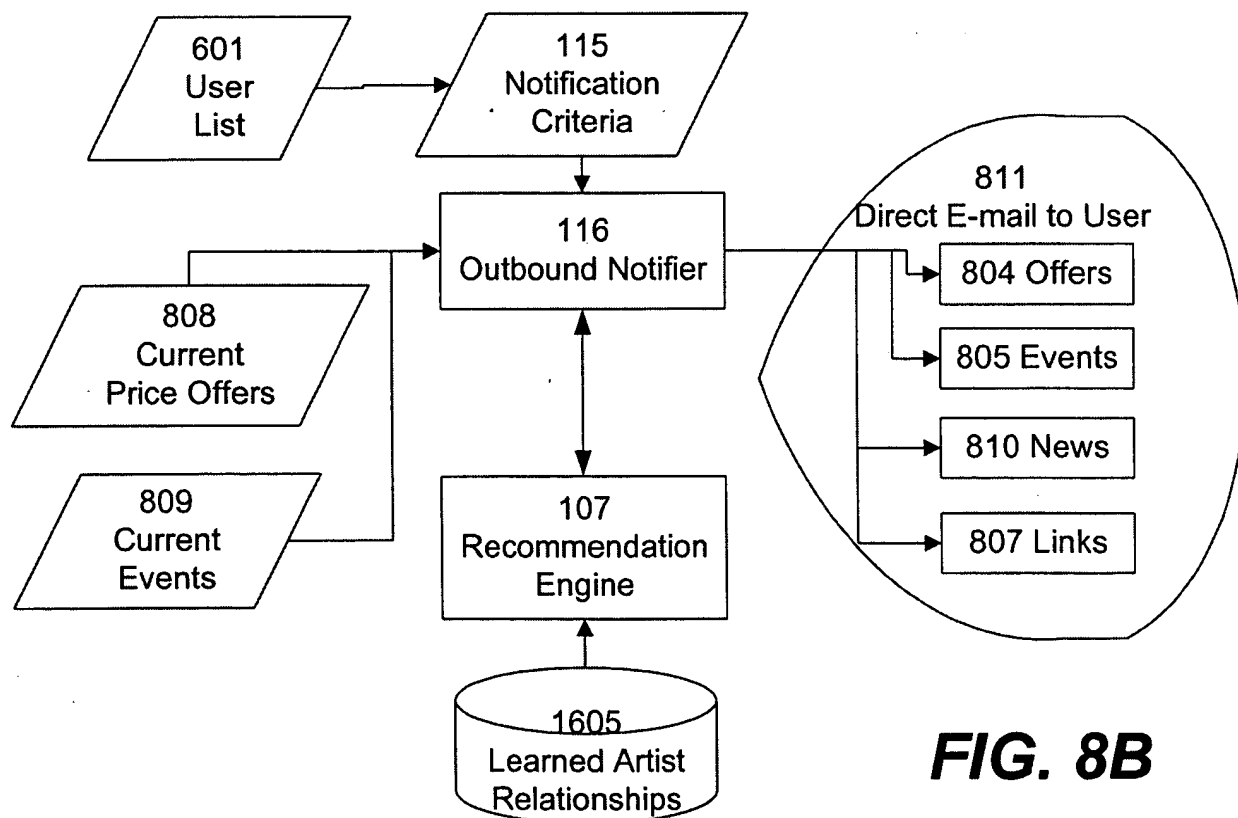 601
User
List
115
Notification
Criteria
116
Outbound Notifier
808
Current
Price Offers
809
Current
Events
107
Recommendation
Engine
1605
Learned Artist
Relationships
811
Direct E-mail to User
804 Offers
805 Events
810 News
807 Links
FIG. 8B